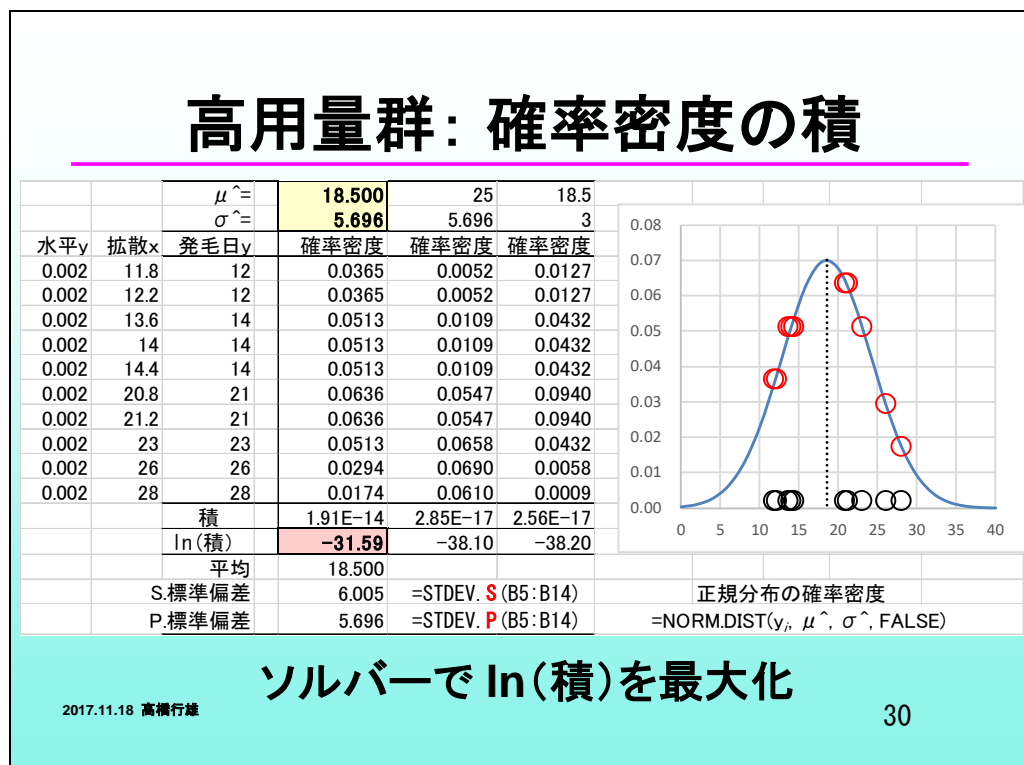 高用量群：確率密度の積
μ^= 18.500 25 18.5
σ^= 5.696 5.696 3
水平y 拡散x 発毛日y 確率密度 確率密度 確率密度
0.002 11.8 12 0.0365 0.0052 0.0127
0.002 12.2 12 0.0365 0.0052 0.0127
0.002 13.6 14 0.0513 0.0109 0.0432
0.002 14 14 0.0513 0.0109 0.0432
0.002 14.4 14 0.0513 0.0109 0.0432
0.002 20.8 21 0.0636 0.0547 0.0940
0.002 21.2 21 0.0636 0.0547 0.0940
0.002 23 23 0.0513 0.0658 0.0432
0.002 26 26 0.0294 0.0690 0.0058
0.002 28 28 0.0174 0.0610 0.0009
積 1.91E-14 2.85E-17 2.56E-17
ln(積) -31.59 -38.10 -38.20
平均 18.500
S.標準偏差 6.005 =STDEV.S(B5:B14)
P.標準偏差 5.696 =STDEV.P(B5:B14)
0.08
0.07
0.06
0.05
0.04
0.03
0.02
0.01
0.00
0 5 10 15 20 25 30 35 40
正規分布の確率密度
=NORM.DIST(yi, μ^, σ^, FALSE)
ソルバーで ln（積）を最大化
2017.11.18 高橋行雄
30